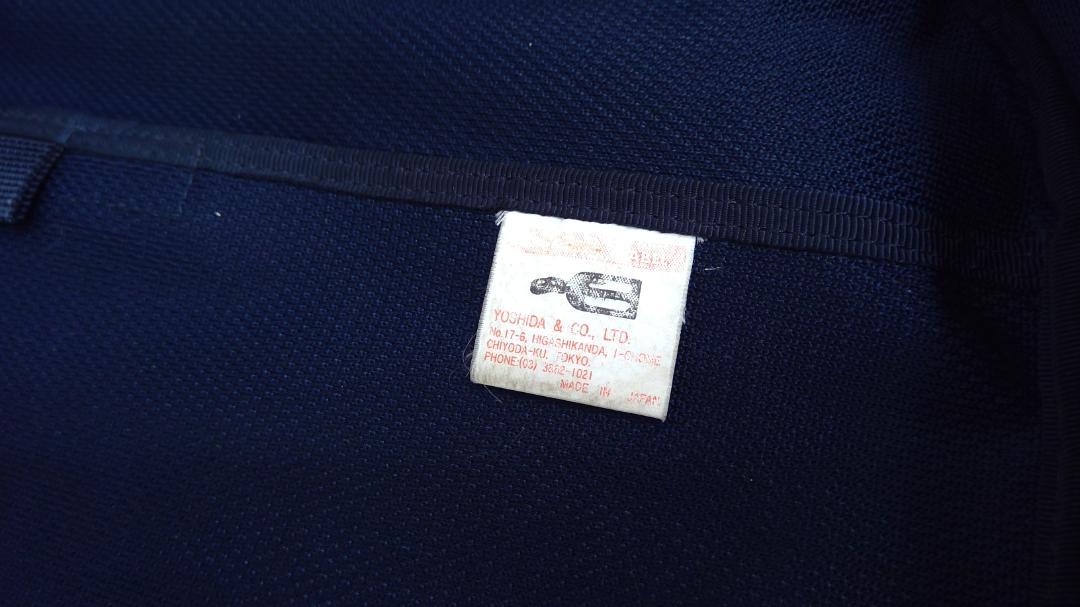 YOSHIDA & CO., LTD.
No.17-6, HIGASHIKANDA, 1-CHOME
CHIYODA-KU, TOKYO.
PHONE:(03) 3862-1021
MADE IN JAPAN